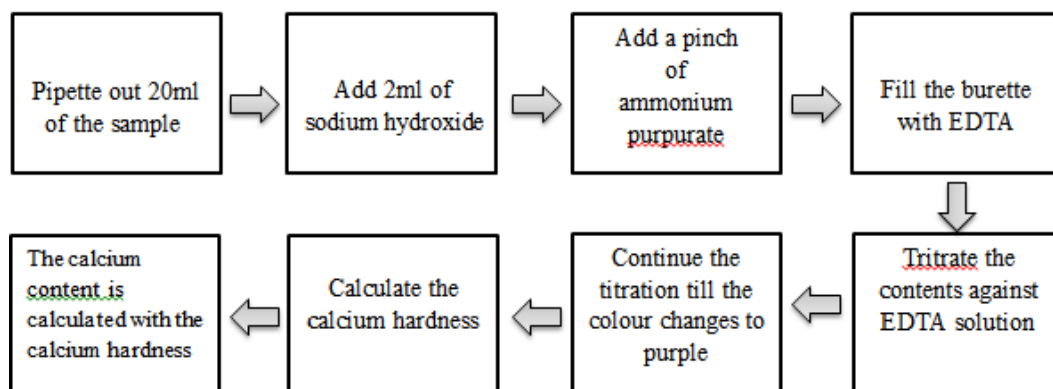 Pipette out 20ml
of the sample
Add 2ml of
sodium hydroxide
Add a pinch
of
ammonium
purpurate
Fill the burette
with EDTA
Tritrate the
contents against
EDTA solution
Continue the
titration till the
colour changes to
purple
Calculate the
calcium hardness
The calcium
content is
calculated with the
calcium hardness